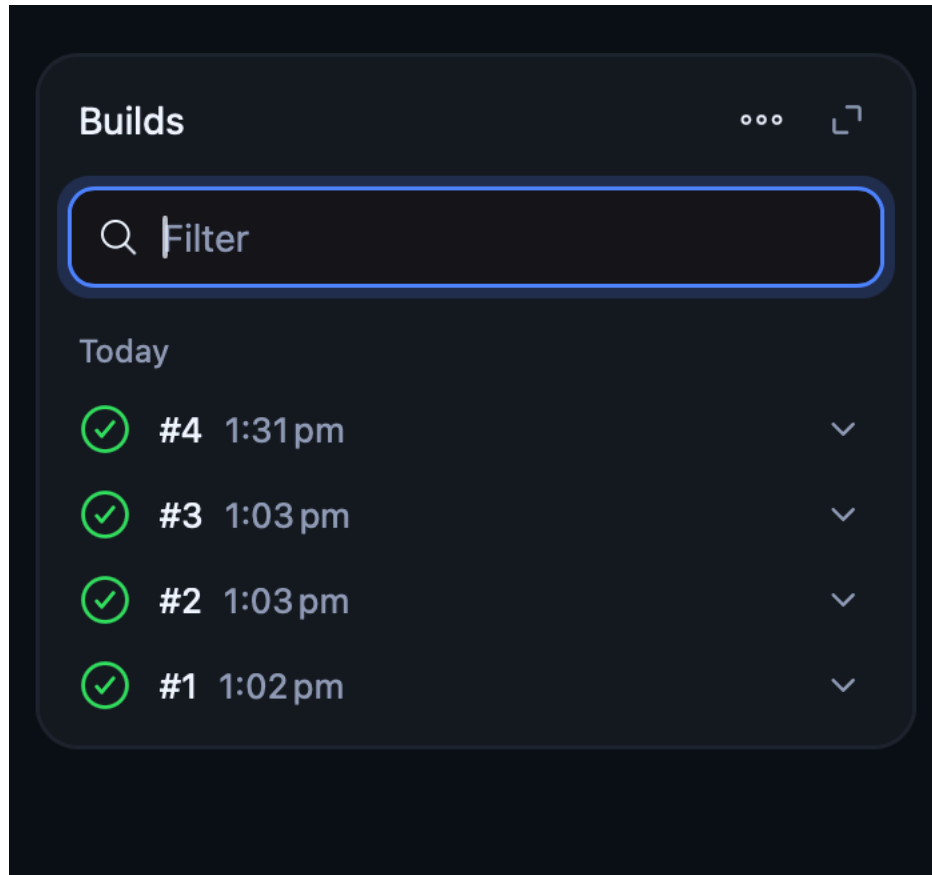 Builds
Filter
Today
#4 1:31 pm
#3 1:03 pm
#2 1:03 pm
#1 1:02 pm